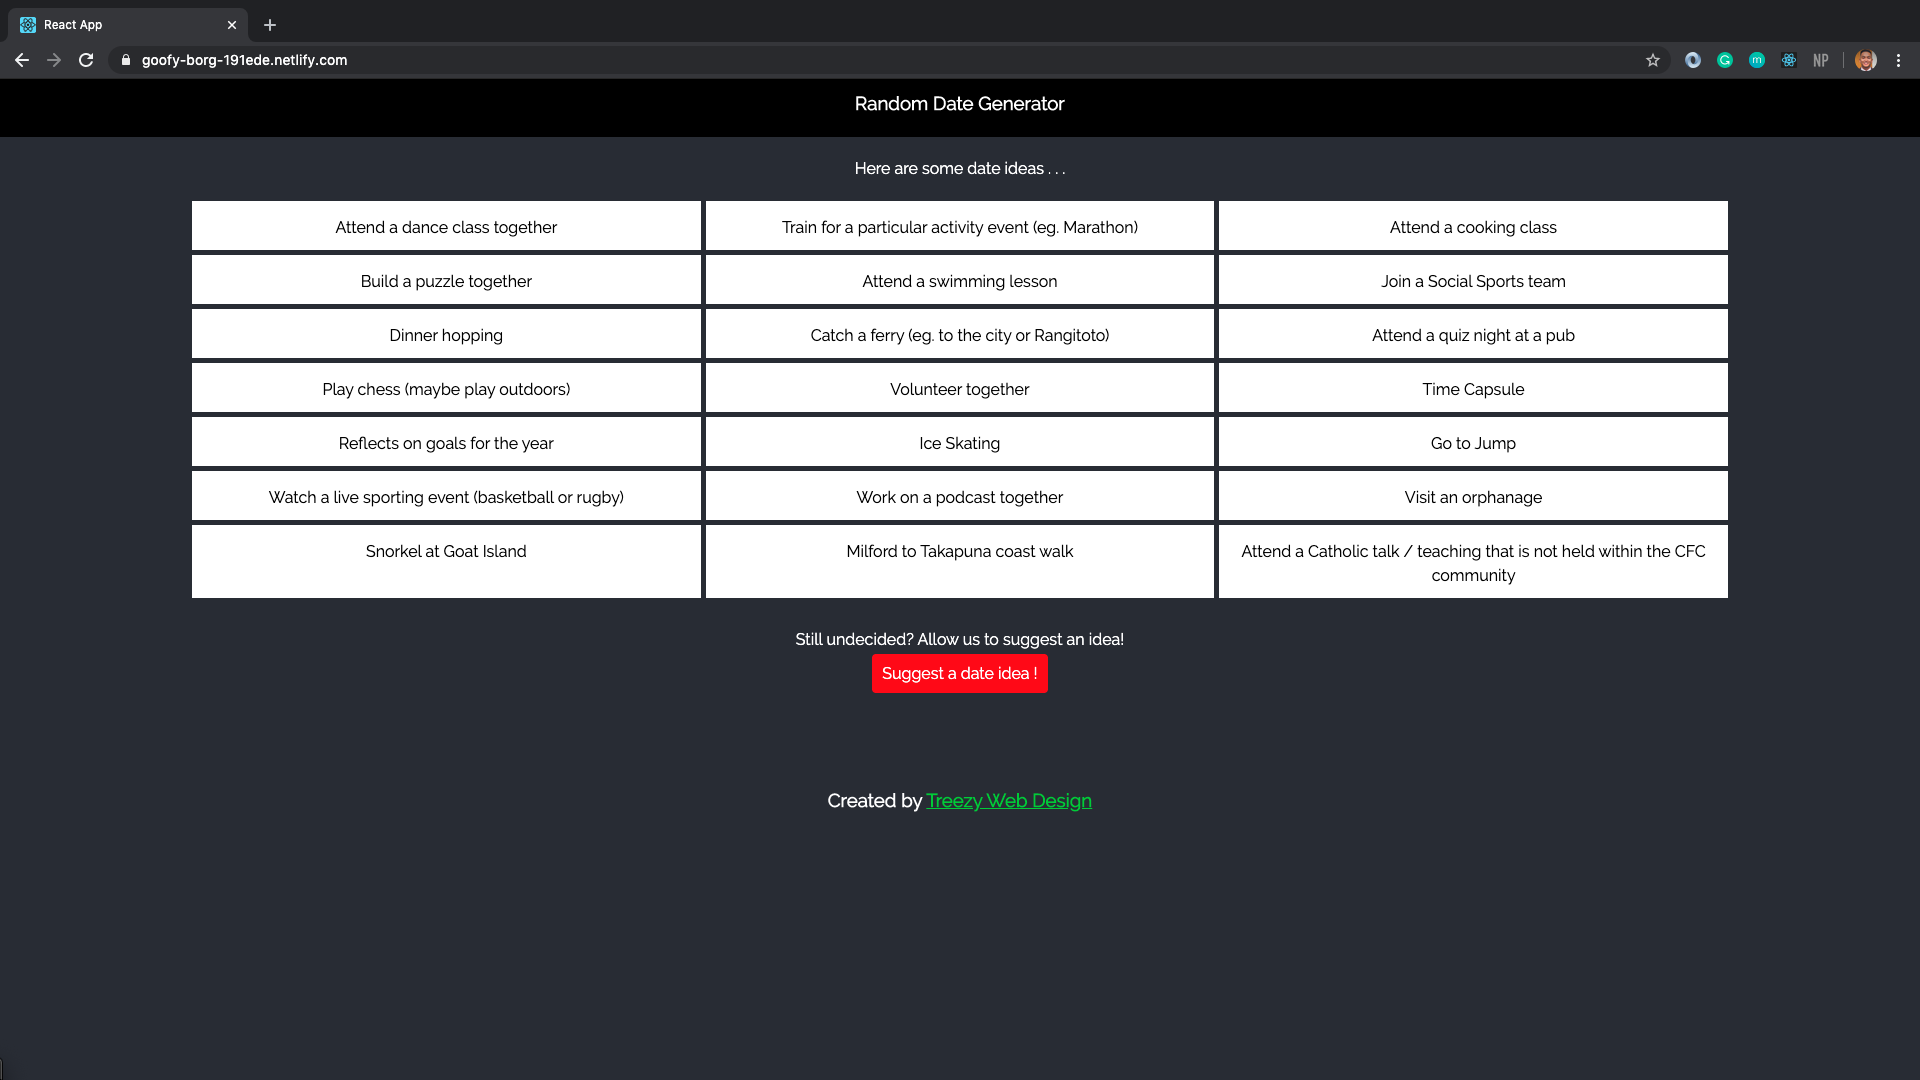 React App
goofy-borg-191ede.netlify.com
NP
Random Date Generator
Here are some date ideas . . .
Attend a dance class together
Train for a particular activity event (eg. Marathon)
Attend a cooking class
Build a puzzle together
Attend a swimming lesson
Join a Social Sports team
Dinner hopping
Catch a ferry (eg. to the city or Rangitoto)
Attend a quiz night at a pub
Play chess (maybe play outdoors)
Volunteer together
Time Capsule
Reflects on goals for the year
Ice Skating
Go to Jump
Watch a live sporting event (basketball or rugby)
Work on a podcast together
Visit an orphanage
Snorkel at Goat Island
Milford to Takapuna coast walk
Attend a Catholic talk / teaching that is not held within the CFC
community
Still undecided? Allow us to suggest an idea!
Suggest a date idea !
Created by Treezy Web Design